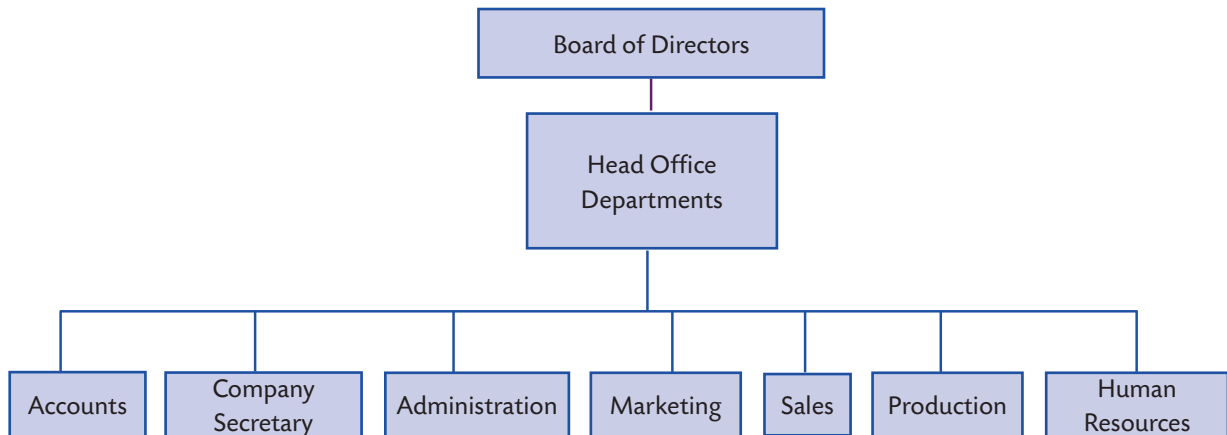 Board of Directors
Head Office
Departments
Accounts
Company
Secretary
Administration
Marketing
Sales
Production
Human
Resources